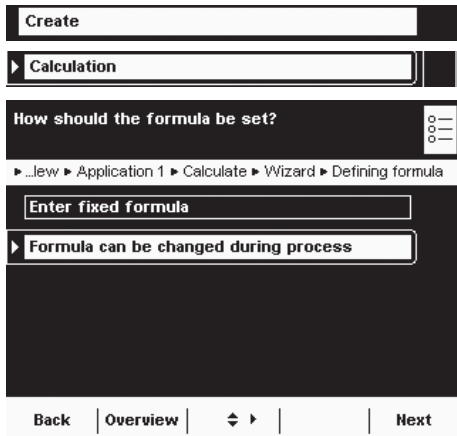 Create
Calculation
How should the formula be set?
...lew ▸ Application 1 ▸ Calculate ▸ Wizard ▸ Defining formula
Enter fixed formula
Formula can be changed during process
Back Overview Next